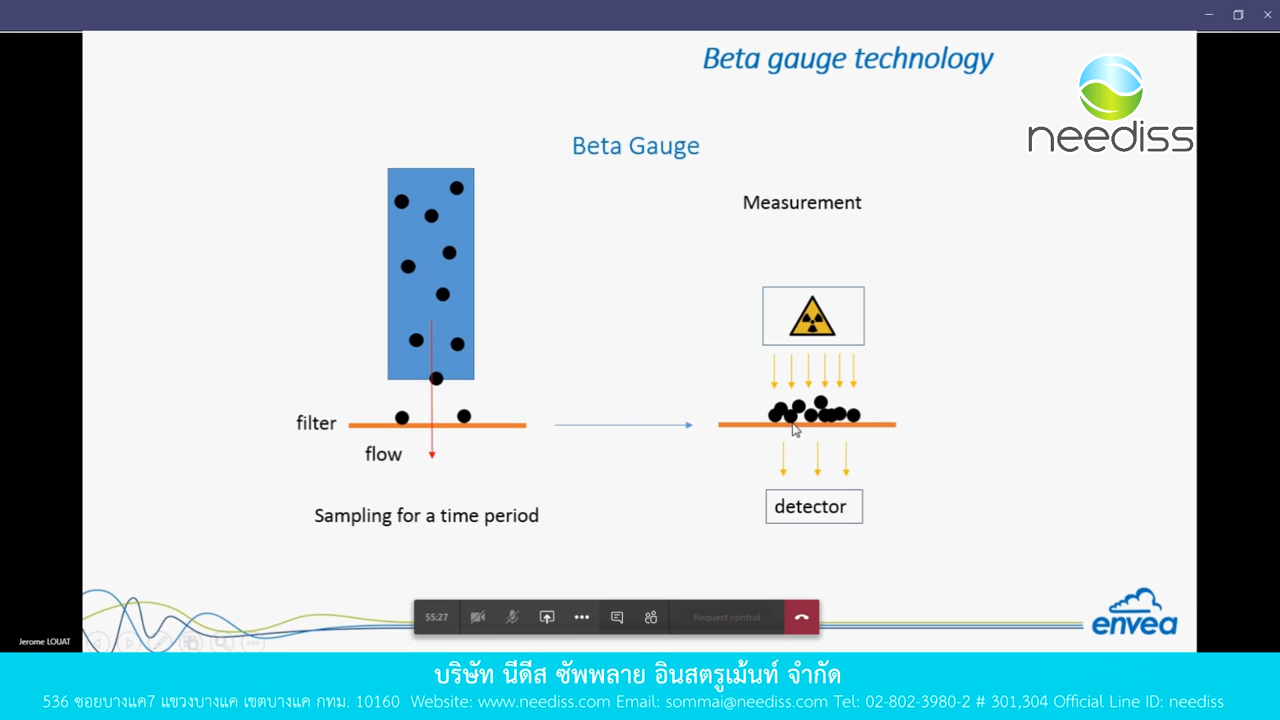 Beta gauge technology
neediss
Beta Gauge
Measurement
filter
flow
Sampling for a time period
detector
55:27
Request control
envea
Jerome LOUAT
บริษัท นีดีส ซัพพลาย อินสตรูเม้นท์ จำกัด
536 ซอยบางแค7 แขวงบางแค เขตบางแค กทม. 10160 Website: www.neediss.com Email: sommai@neediss.com Tel: 02-802-3980-2 # 301,304 Official Line ID: neediss